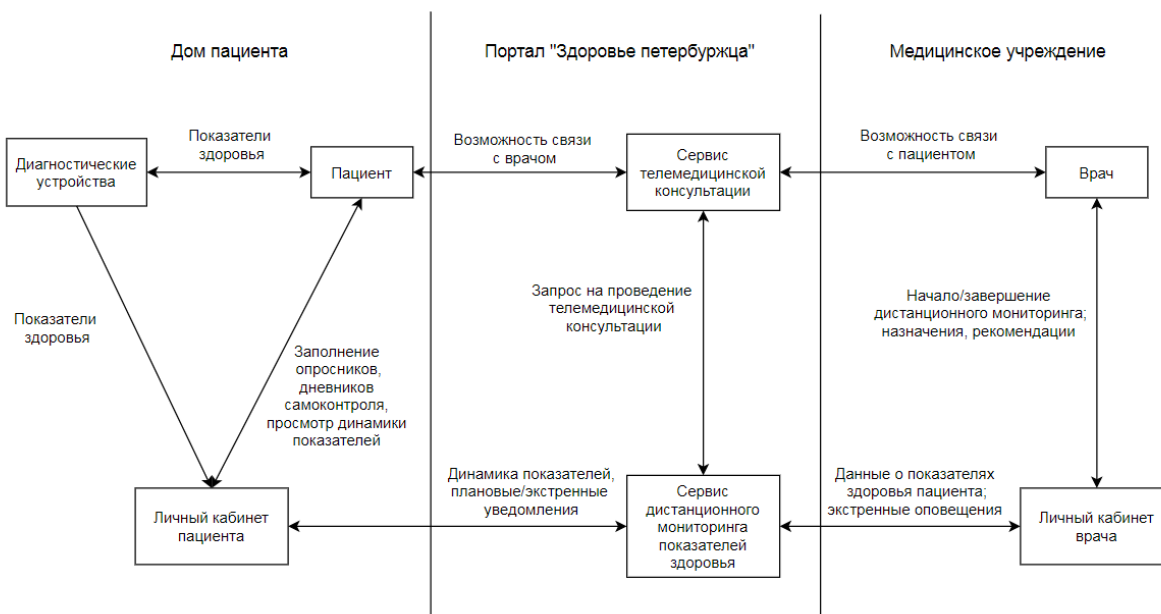 Дом пациента
Портал "Здоровье петербуржца"
Медицинское учреждение
Диагностические
устройства
Показатели
здоровья
Пациент
Возможность связи
с врачом
Сервис
телемедицинской
консультации
Возможность связи
с пациентом
Врач
Показатели
здоровья
Заполнение
опросников,
дневников
самоконтроля,
просмотр динамики
показателей
Запрос на проведение
телемедицинской
консультации
Начало/завершение
дистанционного мониторинга;
назначения, рекомендации
Личный кабинет
пациента
Динамика показателей,
плановые/экстренные
уведомления
Сервис
дистанционного
мониторинга
показателей
здоровья
Данные о показателях
здоровья пациента;
экстренные оповещения
Личный кабинет
врача